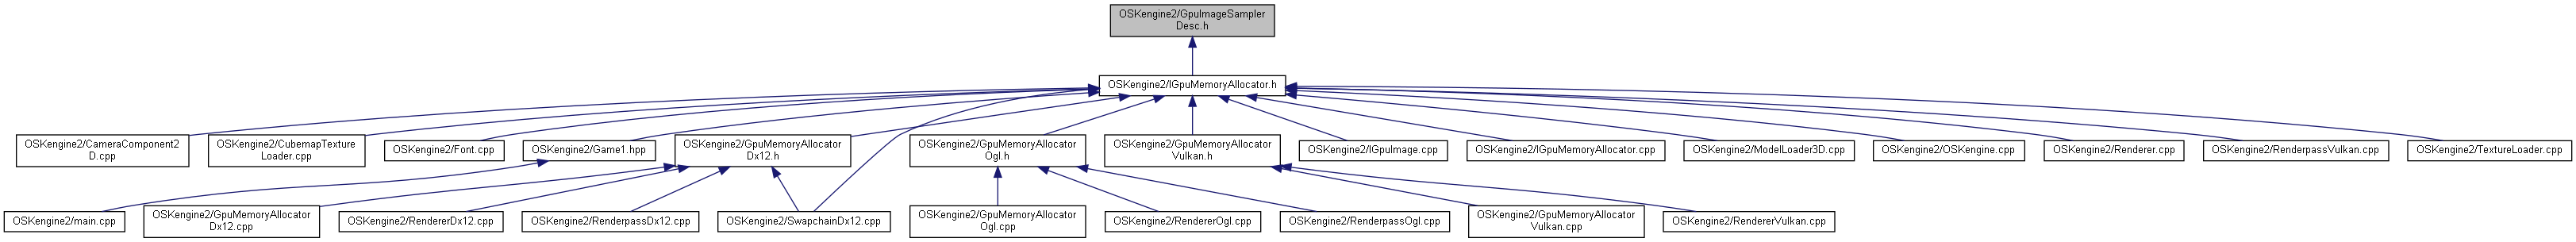 OSKengine2/GpuImageSampler
Desc.h
OSKengine2/IGpuMemoryAllocator.h
OSKengine2/CameraComponent2
D.cpp
OSKengine2/CubemapTexture
Loader.cpp
OSKengine2/Font.cpp
OSKengine2/Game1.hpp
OSKengine2/GpuMemoryAllocator
Dx12.h
OSKengine2/GpuMemoryAllocator
Ogl.h
OSKengine2/GpuMemoryAllocator
Vulkan.h
OSKengine2/IGpuImage.cpp
OSKengine2/IGpuMemoryAllocator.cpp
OSKengine2/ModelLoader3D.cpp
OSKengine2/OSKengine.cpp
OSKengine2/Renderer.cpp
OSKengine2/RenderpassVulkan.cpp
OSKengine2/TextureLoader.cpp
OSKengine2/main.cpp
OSKengine2/GpuMemoryAllocator
Dx12.cpp
OSKengine2/RendererDx12.cpp
OSKengine2/RenderpassDx12.cpp
OSKengine2/SwapchainDx12.cpp
OSKengine2/GpuMemoryAllocator
Ogl.cpp
OSKengine2/RendererOgl.cpp
OSKengine2/RenderpassOgl.cpp
OSKengine2/GpuMemoryAllocator
Vulkan.cpp
OSKengine2/RendererVulkan.cpp